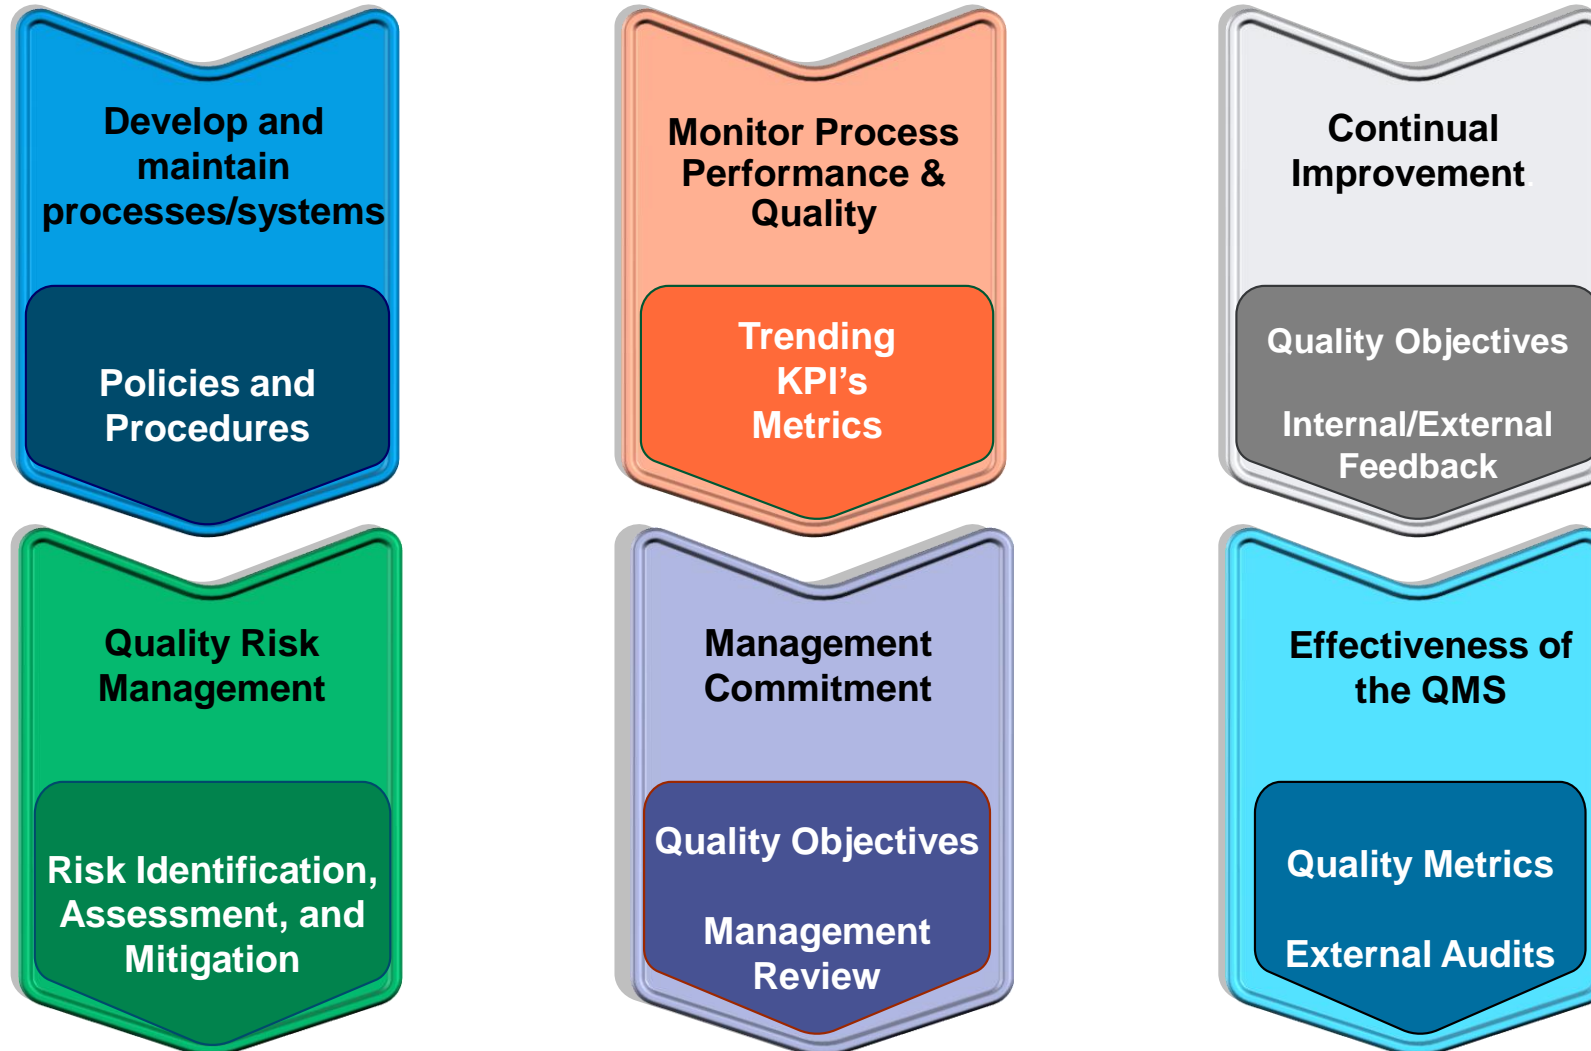 Develop and
maintain
processes/systems
Policies and
Procedures
Monitor Process
Performance &
Quality
Trending
KPI’s
Metrics
Continual
Improvement.
Quality Objectives
Internal/External
Feedback
Quality Risk
Management
Risk Identification,
Assessment, and
Mitigation
Management
Commitment
Quality Objectives
Management
Review
Effectiveness of
the QMS
Quality Metrics
External Audits